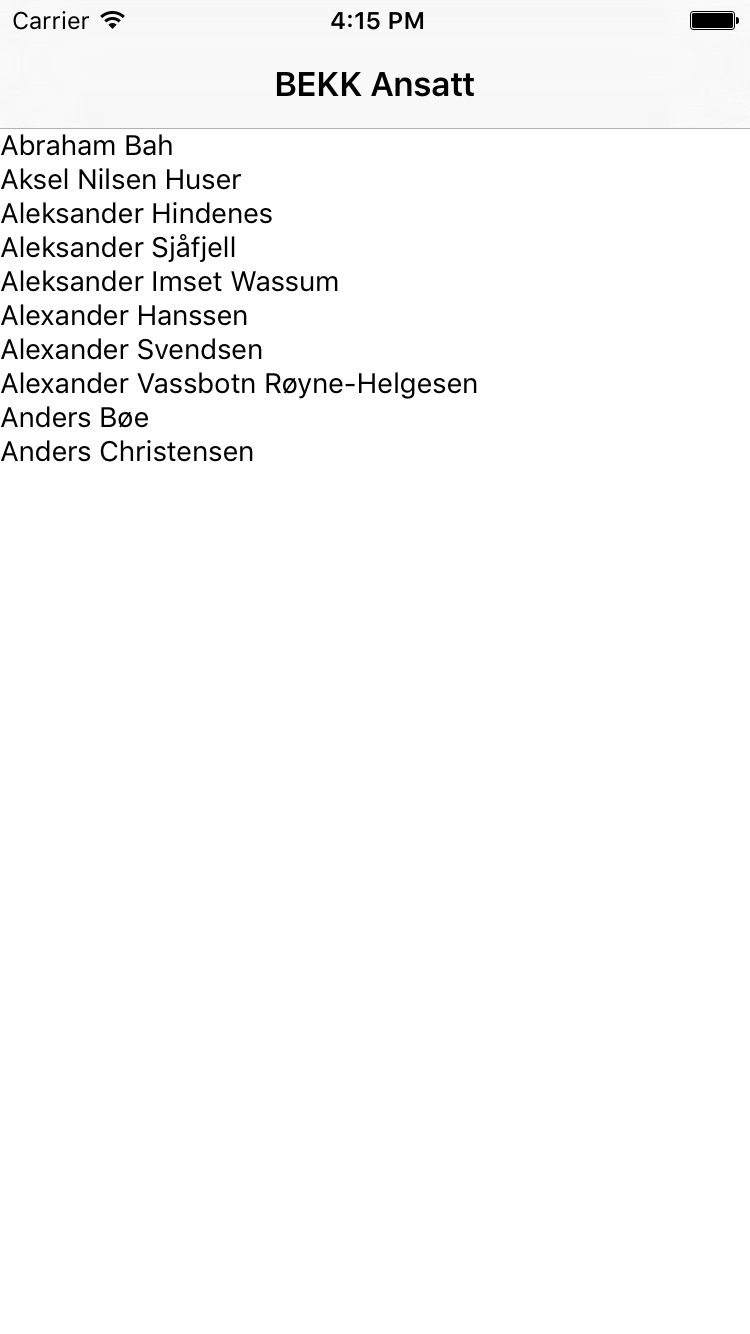 Carrier 4:15 PM
BEKK Ansatt
Abraham Bah
Aksel Nilsen Huser
Aleksander Hindenes
Aleksander Sjåfjell
Aleksander Imset Wassum
Alexander Hanssen
Alexander Svendsen
Alexander Vassbotn Røyne-Helgesen
Anders Bøe
Anders Christensen